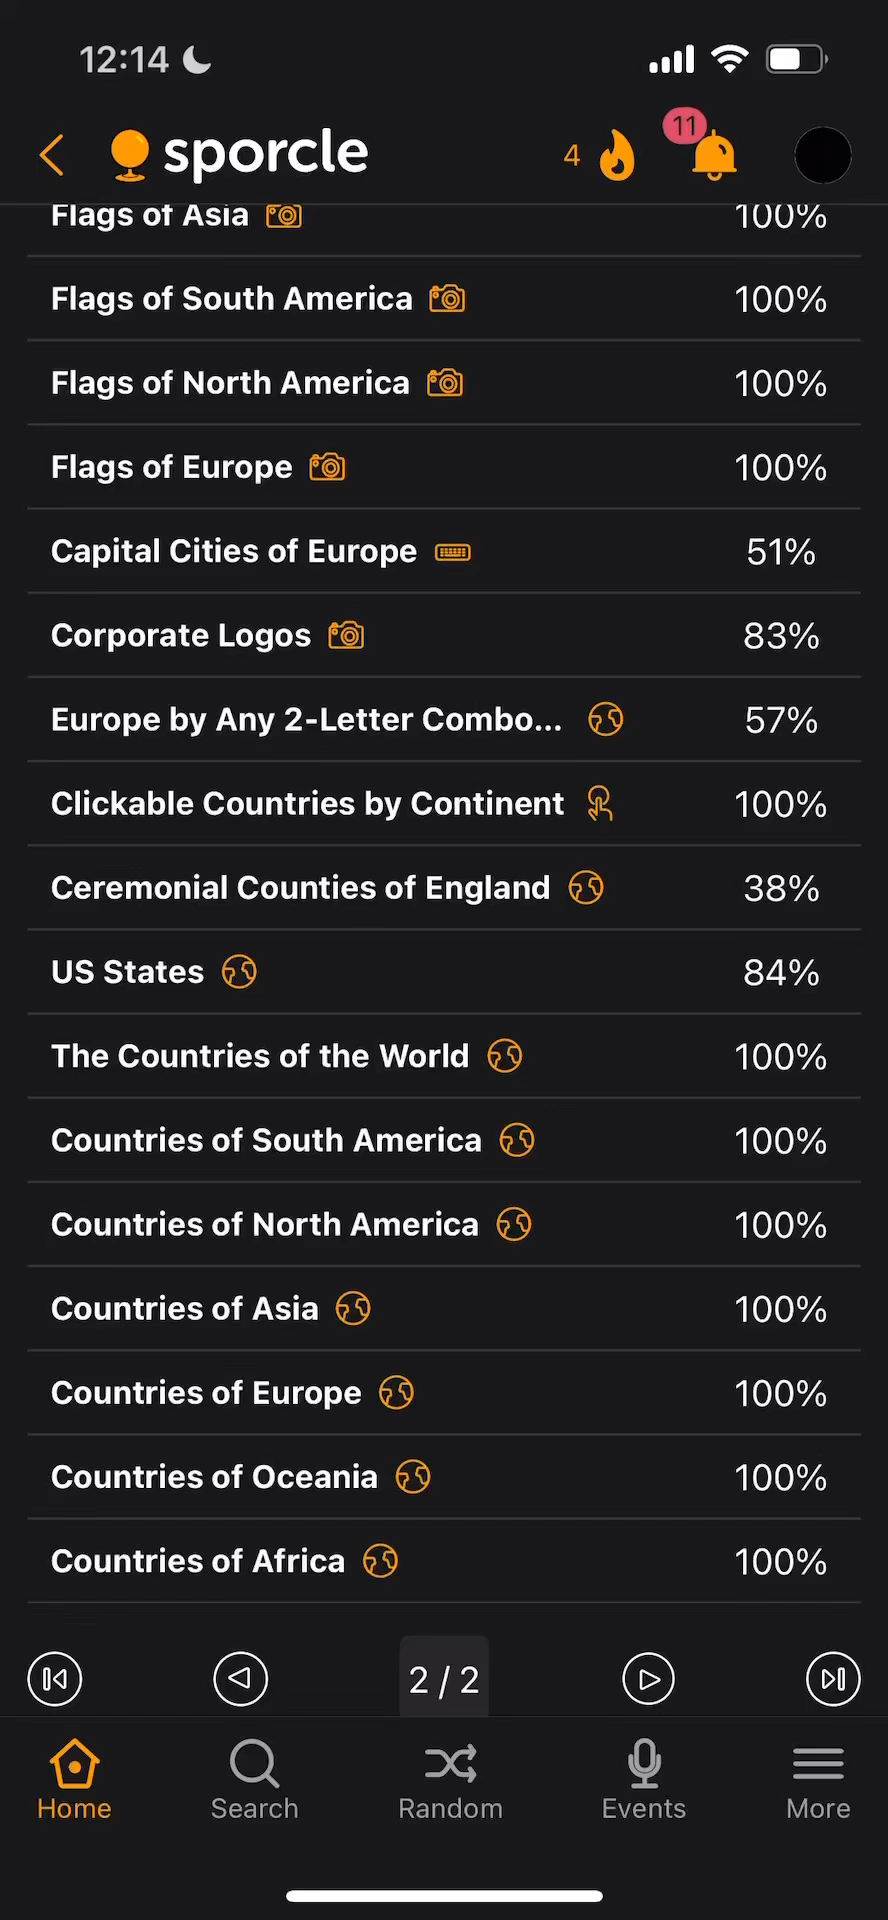 12:14
sporcle
4
11
Flags of Asia 100%
Flags of South America 100%
Flags of North America 100%
Flags of Europe 100%
Capital Cities of Europe 51%
Corporate Logos 83%
Europe by Any 2-Letter Combo... 57%
Clickable Countries by Continent 100%
Ceremonial Counties of England 38%
US States 84%
The Countries of the World 100%
Countries of South America 100%
Countries of North America 100%
Countries of Asia 100%
Countries of Europe 100%
Countries of Oceania 100%
Countries of Africa 100%
2 / 2
Home Search Random Events More